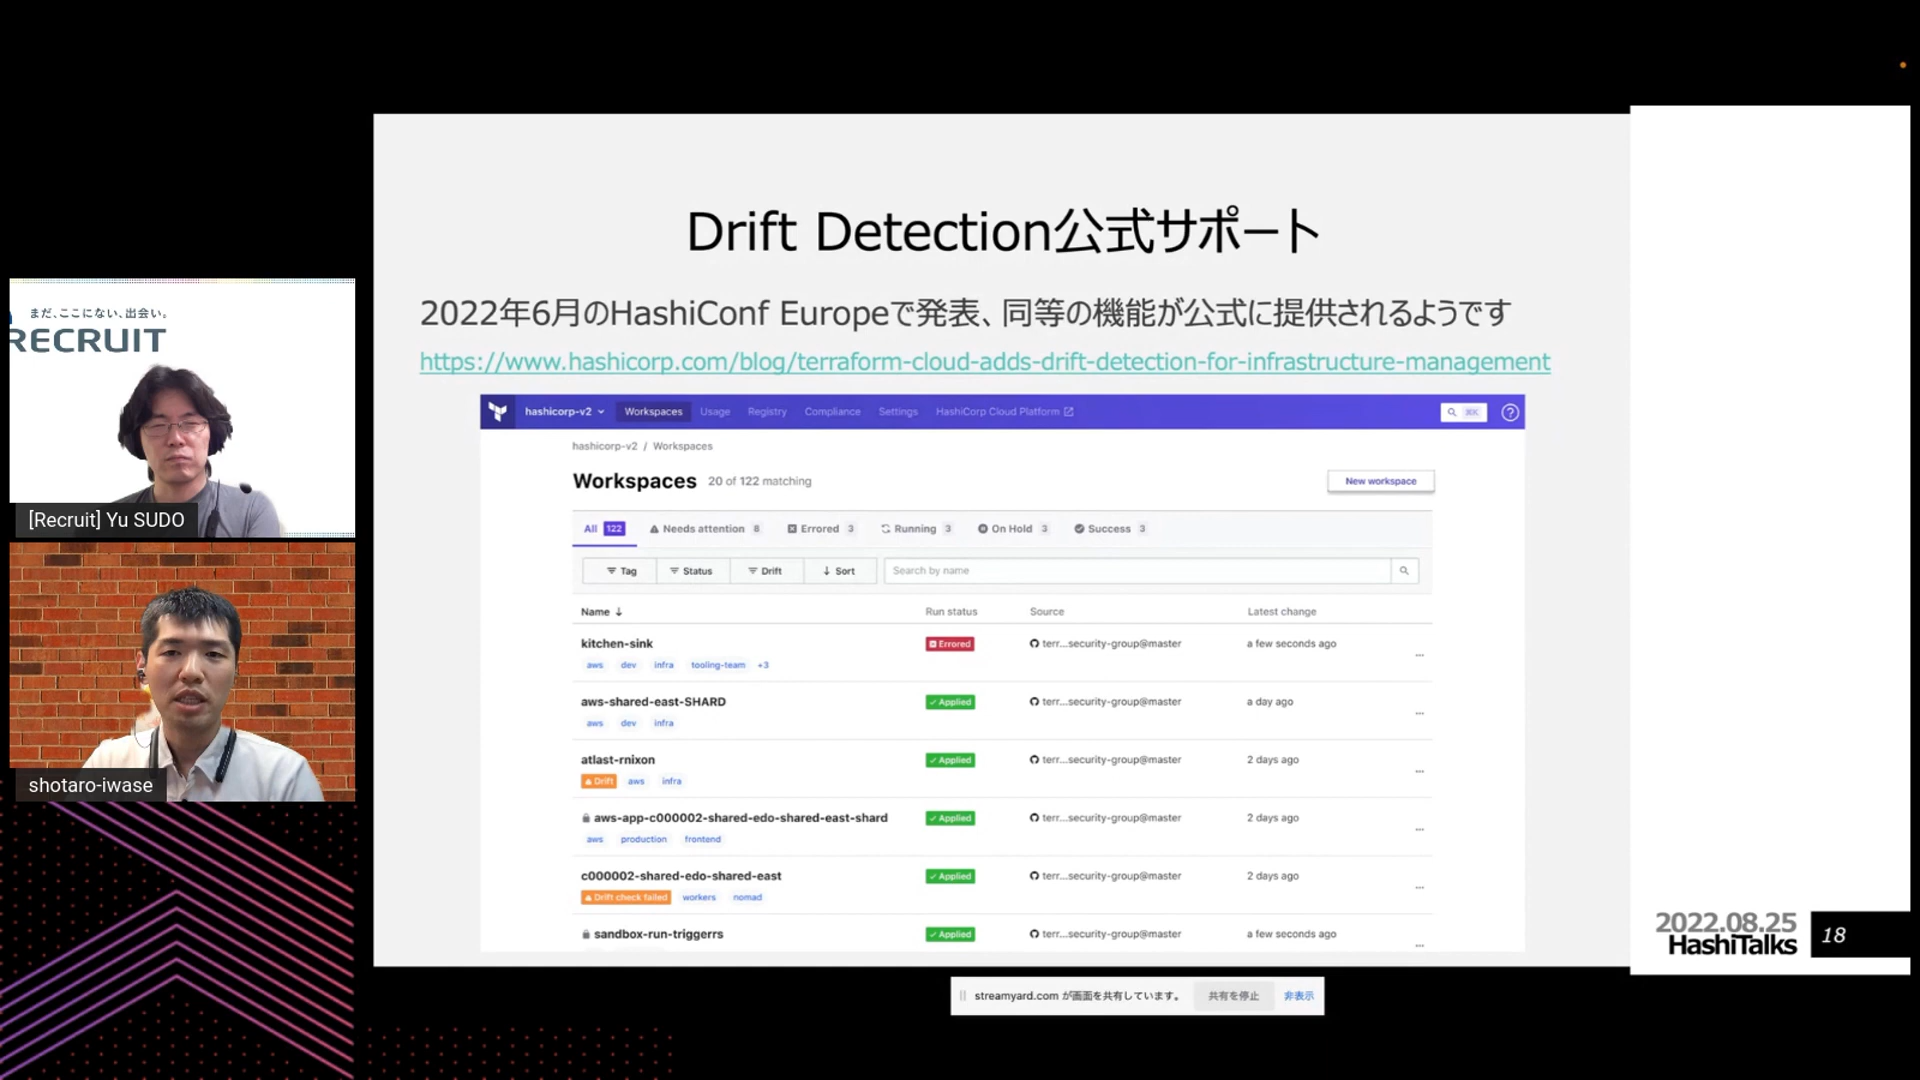 まだ、ここにない、出会い。
RECRUIT
[Recruit] Yu SUDO
shotaro-iwase
Drift Detection公式サポート
2022年6月のHashiConf Europeで発表、同等の機能が公式に提供されるようです
https://www.hashicorp.com/blog/terraform-cloud-adds-drift-detection-for-infrastructure-management
hashicorp-v2 Workspaces Usage Registry Compliance Settings HashiCorp Cloud Platform ⌘K ?
hashicorp-v2 / Workspaces
Workspaces 20 of 122 matching New workspace
All 122 Needs attention 8 Errored 3 Running 3 On Hold 3 Success 3
Tag Status Drift Sort Search by name
Name Run status Source Latest change
kitchen-sink Errored terr...security-group@master a few seconds ago
aws dev infra tooling-team +3
aws-shared-east-SHARD Applied terr...security-group@master a day ago
aws dev infra
atlast-rnixon Applied terr...security-group@master 2 days ago
Drift aws infra
aws-app-c000002-shared-edo-shared-east-shard Applied terr...security-group@master 2 days ago
aws production frontend
c000002-shared-edo-shared-east Applied terr...security-group@master 2 days ago
Drift check failed workers nomad
sandbox-run-triggerrs Applied terr...security-group@master a few seconds ago
2022.08.25
HashiTalks
18
streamyard.com が画面を共有しています。 共有を停止 非表示